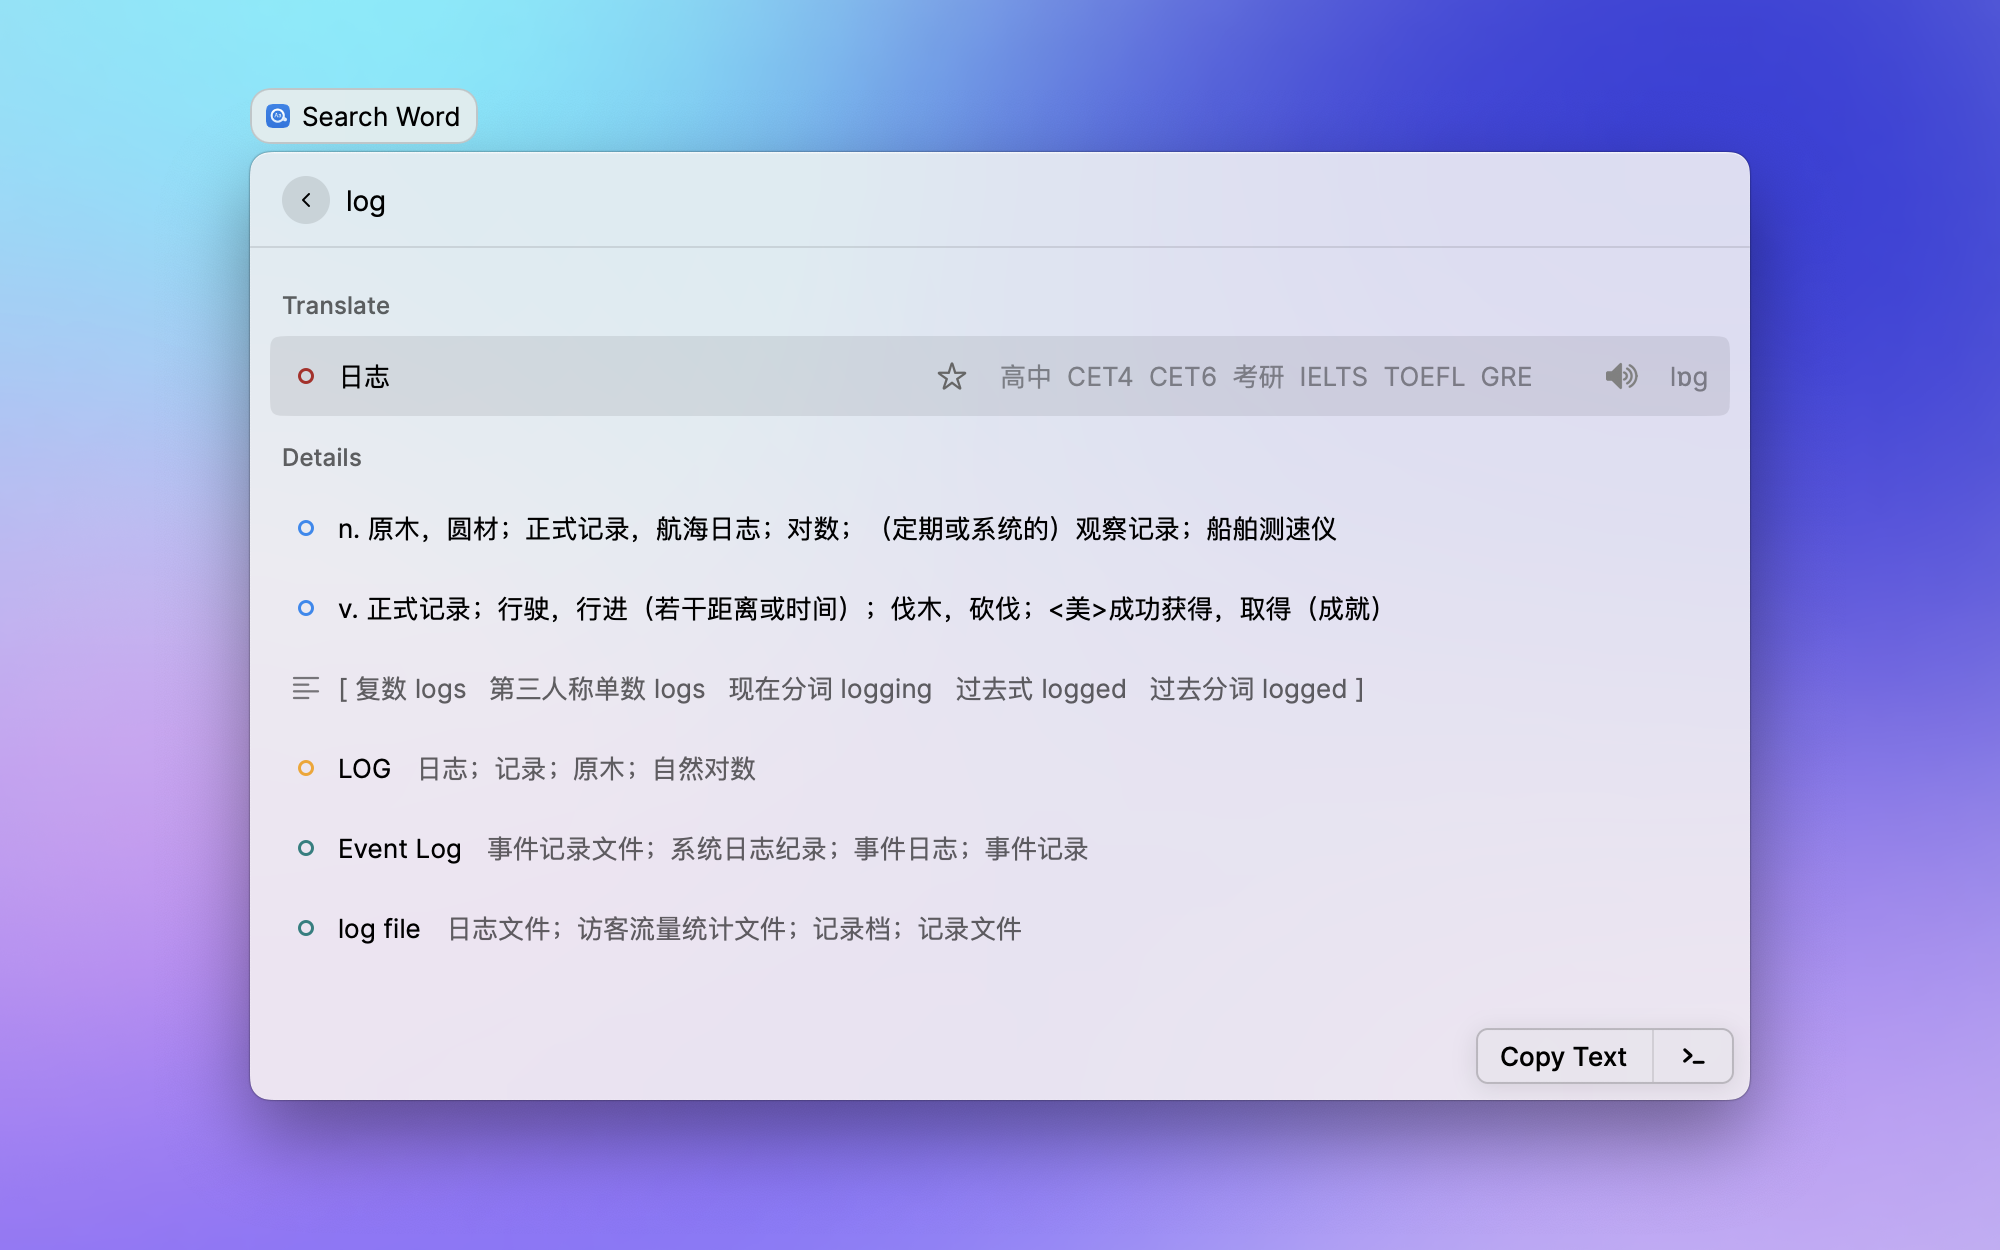 Search Word
log
Translate
日志 高中 CET4 CET6 考研 IELTS TOEFL GRE lɒg
Details
n. 原木，圆材；正式记录，航海日志；对数；（定期或系统的）观察记录；船舶测速仪
v. 正式记录；行驶，行进（若干距离或时间）；伐木，砍伐；<美>成功获得，取得（成就）
[ 复数 logs 第三人称单数 logs 现在分词 logging 过去式 logged 过去分词 logged ]
LOG 日志；记录；原木；自然对数
Event Log 事件记录文件；系统日志纪录；事件日志；事件记录
log file 日志文件；访客流量统计文件；记录档；记录文件
Copy Text